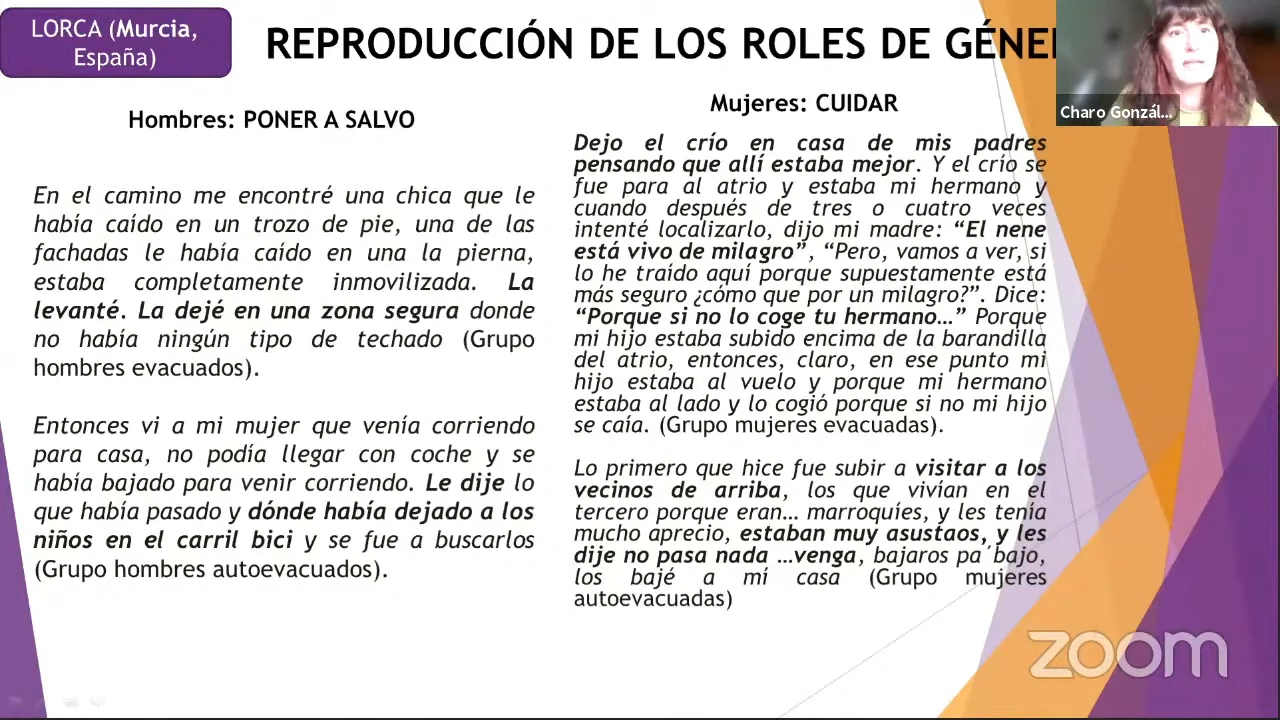 LORCA (Murcia,
España)
REPRODUCCIÓN DE LOS ROLES DE GÉNE
Hombres: PONER A SALVO
En el camino me encontré una chica que le
había caído en un trozo de pie, una de las
fachadas le había caído en una la pierna,
estaba completamente inmovilizada. La
levanté. La dejé en una zona segura donde
no había ningún tipo de techado (Grupo
hombres evacuados).
Entonces vi a mi mujer que venía corriendo
para casa, no podía llegar con coche y se
había bajado para venir corriendo. Le dije lo
que había pasado y dónde había dejado a los
niños en el carril bici y se fue a buscarlos
(Grupo hombres autoevacuados).
Mujeres: CUIDAR
Dejo el crío en casa de mis padres
pensando que allí estaba mejor. Y el crío se
fue para al atrio y estaba mi hermano y
cuando después de tres o cuatro veces
intenté localizarlo, dijo mi madre: “El nene
está vivo de milagro”, “Pero, vamos a ver, si
lo he traído aquí porque supuestamente está
más seguro ¿cómo que por un milagro?”. Dice:
“Porque si no lo coge tu hermano…” Porque
mi hijo estaba subido encima de la barandilla
del atrio, entonces, claro, en ese punto mi
hijo estaba al vuelo y porque mi hermano
estaba al lado y lo cogió porque si no mi hijo
se caía. (Grupo mujeres evacuadas).
Lo primero que hice fue subir a visitar a los
vecinos de arriba, los que vivían en el
tercero porque eran… marroquíes, y les tenía
mucho aprecio, estaban muy asustaos, y les
dije no pasa nada …venga, bajaros pa´bajo,
los bajé a mí casa (Grupo mujeres
autoevacuadas)
Charo Gonzál...
zoom